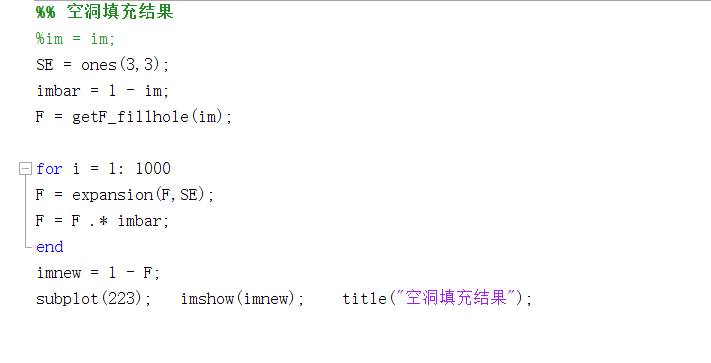 %% 空洞填充结果
%im = im;
SE = ones(3,3);
imbar = 1 - im;
F = getF_fillhole(im);
for i = 1: 1000
F = expansion(F,SE);
F = F .* imbar;
end
imnew = 1 - F;
subplot(223);   imshow(imnew);    title("空洞填充结果");